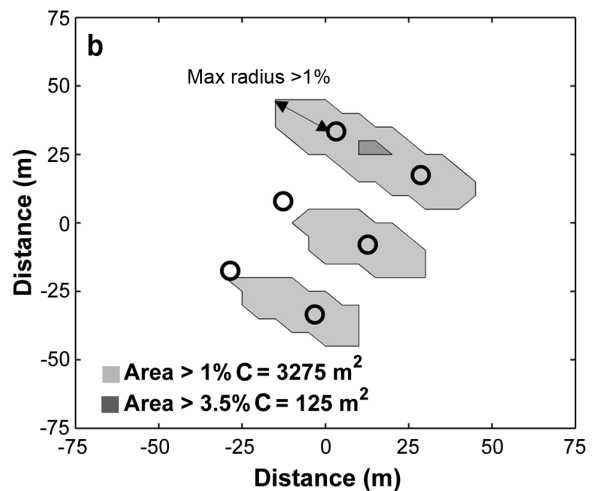 75
b
Max radius >1%
50
25
0
-25
-50
-75
Distance (m)
Area > 1% C = 3275 m²
Area > 3.5% C = 125 m²
-75 -50 -25 0 25 50 75
Distance (m)